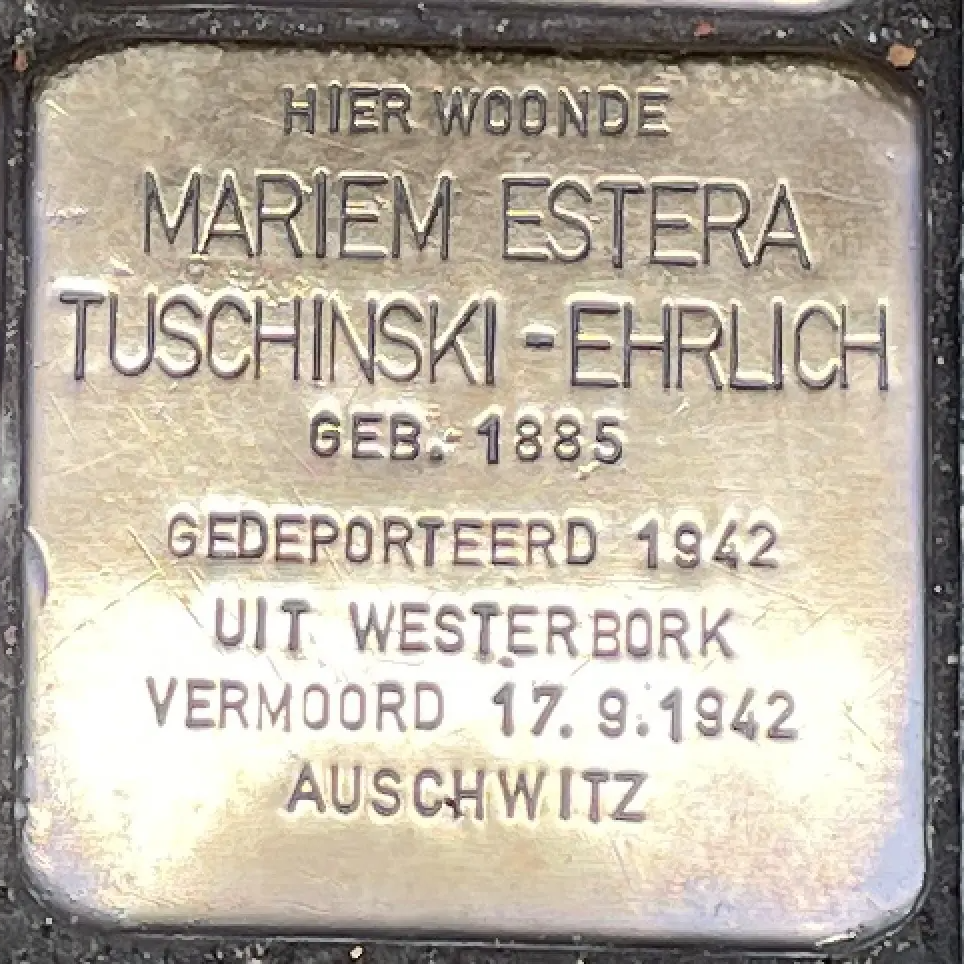 HIER WOONDE
MARIEM ESTERA
TUSCHINSKI-EHRLICH
GEB. 1885
GEDEPORTEERD 1942
UIT WESTERBORK
VERMOORD 17.9.1942
AUSCHWITZ